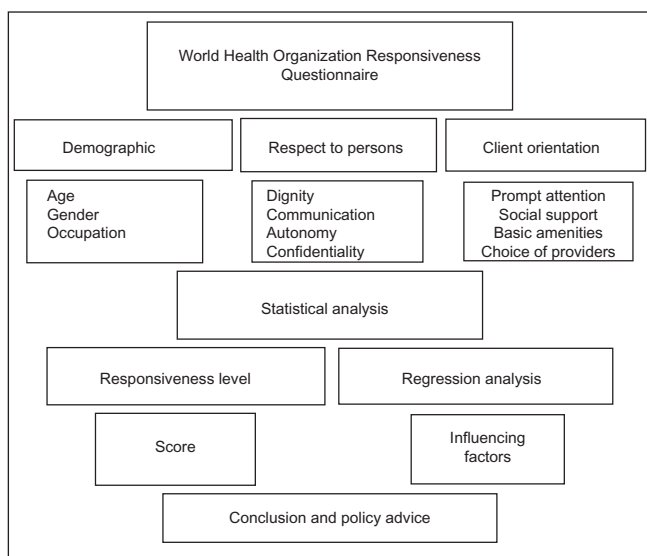 World Health Organization Responsiveness
Questionnaire
Demographic
Respect to persons
Client orientation
Age
Gender
Occupation
Dignity
Communication
Autonomy
Confidentiality
Prompt attention
Social support
Basic amenities
Choice of providers
Statistical analysis
Responsiveness level
Regression analysis
Score
Influencing
factors
Conclusion and policy advice